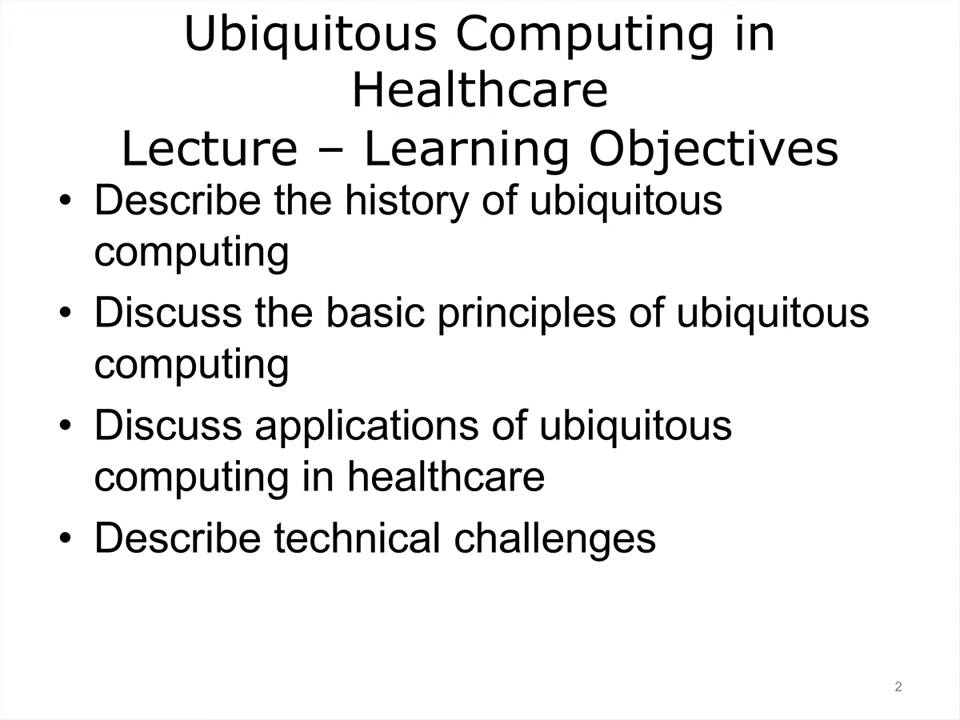 Ubiquitous Computing in
Healthcare
Lecture – Learning Objectives
• Describe the history of ubiquitous
computing
• Discuss the basic principles of ubiquitous
computing
• Discuss applications of ubiquitous
computing in healthcare
• Describe technical challenges
2